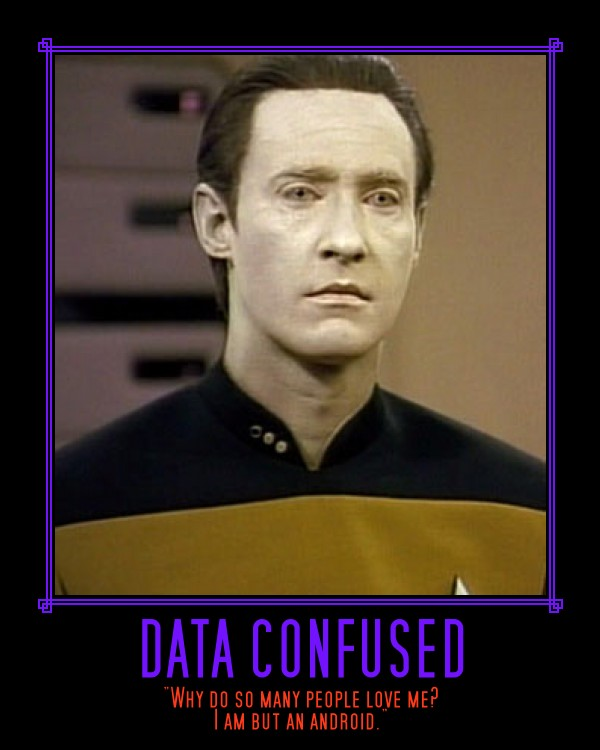 DATA CONFUSED
"WHY DO SO MANY PEOPLE LOVE ME?
I AM BUT AN ANDROID."